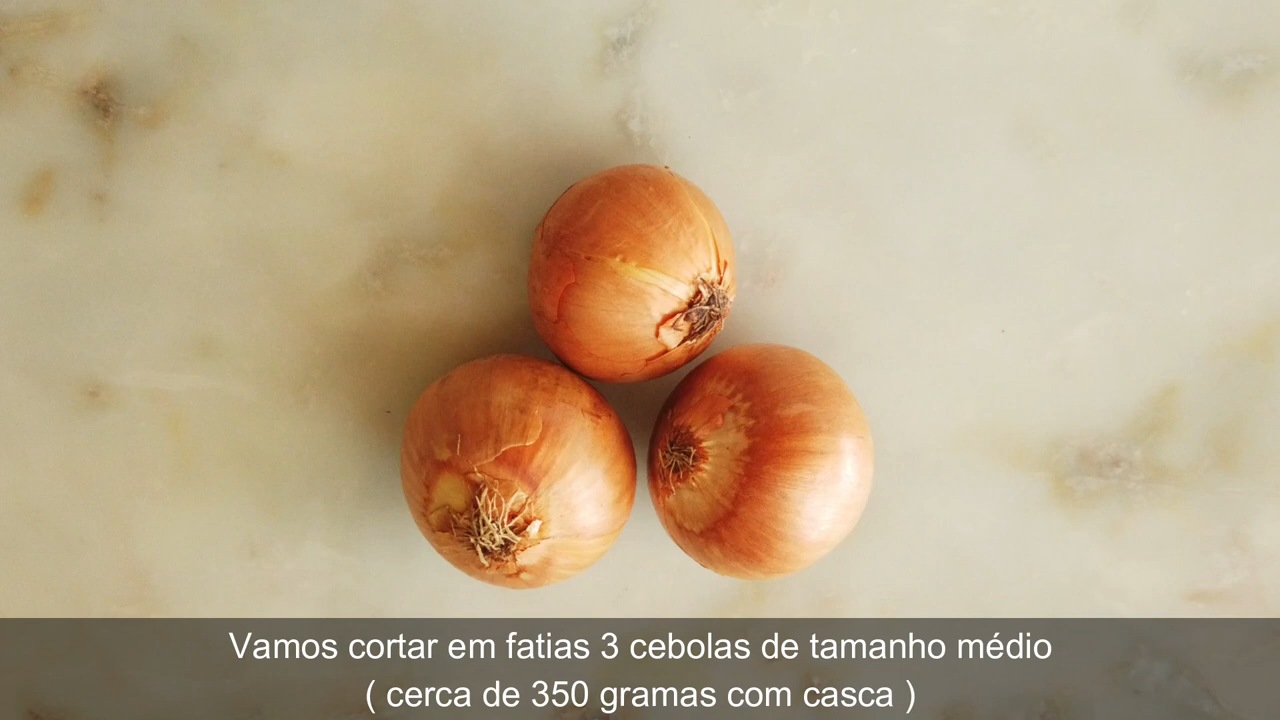 Vamos cortar em fatias 3 cebolas de tamanho médio
( cerca de 350 gramas com casca )